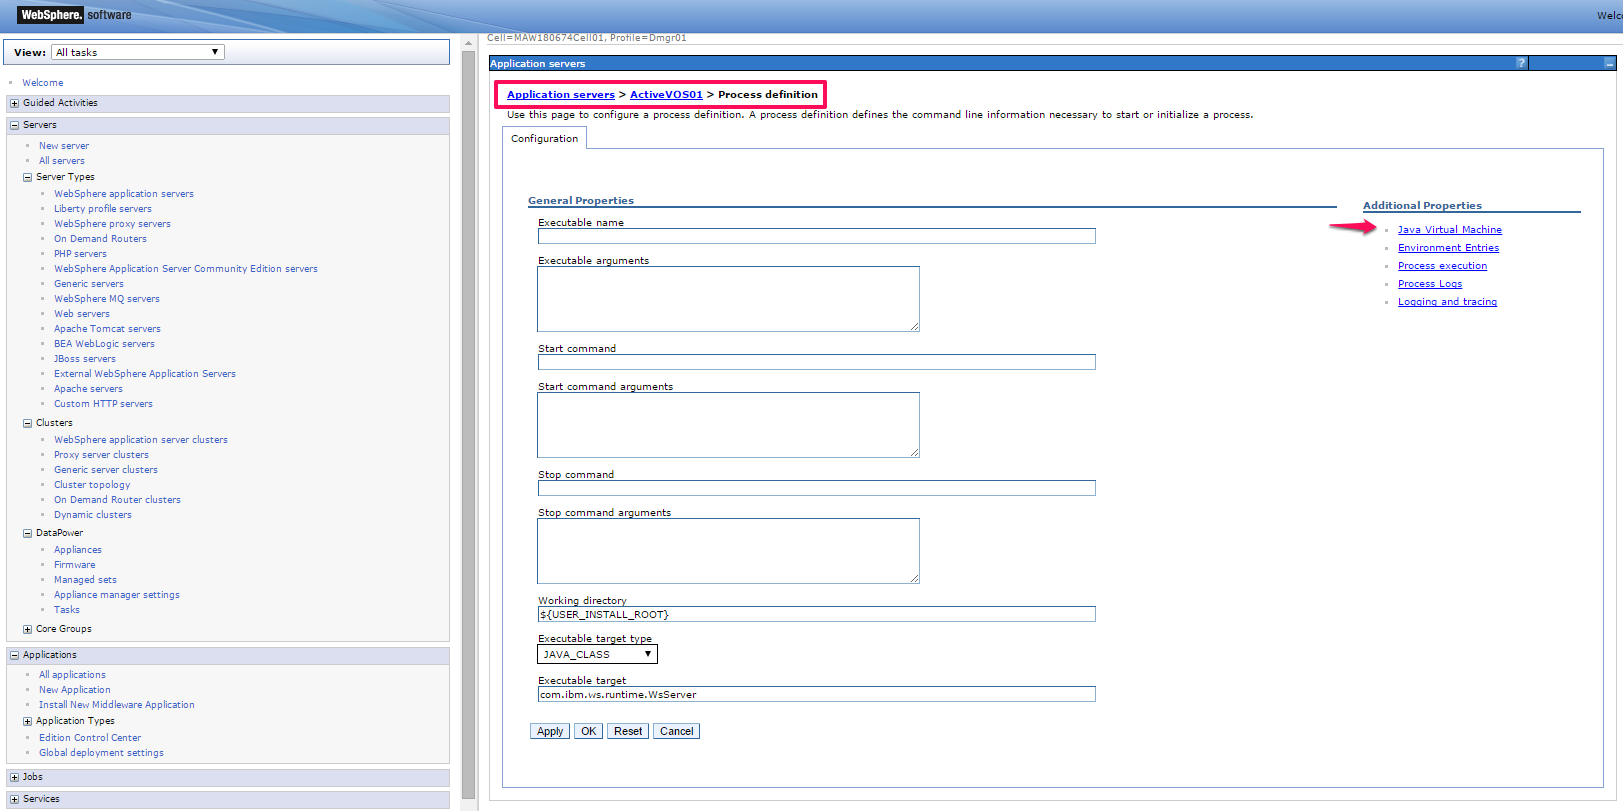 WebSphere. software
Welc
View: All tasks
Welcome
Guided Activities
Servers
New server
All servers
Server Types
WebSphere application servers
Liberty profile servers
WebSphere proxy servers
On Demand Routers
PHP servers
WebSphere Application Server Community Edition servers
Generic servers
WebSphere MQ servers
Web servers
Apache Tomcat servers
BEA WebLogic servers
JBoss servers
External WebSphere Application Servers
Apache servers
Custom HTTP servers
Clusters
WebSphere application server clusters
Proxy server clusters
Generic server clusters
Cluster topology
On Demand Router clusters
Dynamic clusters
DataPower
Appliances
Firmware
Managed sets
Appliance manager settings
Tasks
Core Groups
Applications
All applications
New Application
Install New Middleware Application
Application Types
Edition Control Center
Global deployment settings
Jobs
Services
Cell=MAW180674Cell01, Profile=Dmgr01
Application servers
?
Application servers > ActiveVOS01 > Process definition
Use this page to configure a process definition. A process definition defines the command line information necessary to start or initialize a process.
Configuration
General Properties
Executable name
Executable arguments
Start command
Start command arguments
Stop command
Stop command arguments
Working directory
${USER_INSTALL_ROOT}
Executable target type
JAVA_CLASS
Executable target
com.ibm.ws.runtime.WsServer
Apply OK Reset Cancel
Additional Properties
Java Virtual Machine
Environment Entries
Process execution
Process Logs
Logging and tracing